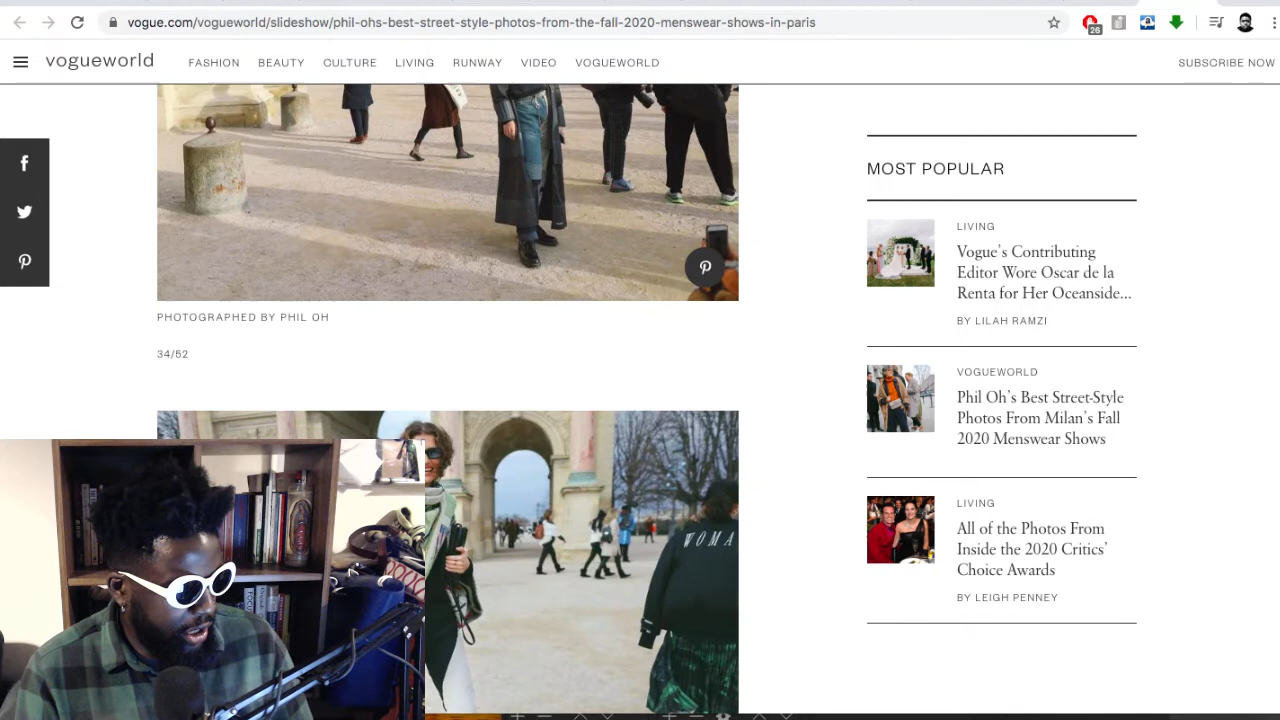 vogue.com/vogueworld/slideshow/phil-ohs-best-street-style-photos-from-the-fall-2020-menswear-shows-in-paris
26
vogueworld
FASHION BEAUTY CULTURE LIVING RUNWAY VIDEO VOGUEWORLD
SUBSCRIBE NOW
PHOTOGRAPHED BY PHIL OH
34/52
WOMA
MOST POPULAR
LIVING
Vogue's Contributing
Editor Wore Oscar de la
Renta for Her Oceanside...
BY LILAH RAMZI
VOGUEWORLD
Phil Oh's Best Street-Style
Photos From Milan's Fall
2020 Menswear Shows
LIVING
All of the Photos From
Inside the 2020 Critics'
Choice Awards
BY LEIGH PENNEY